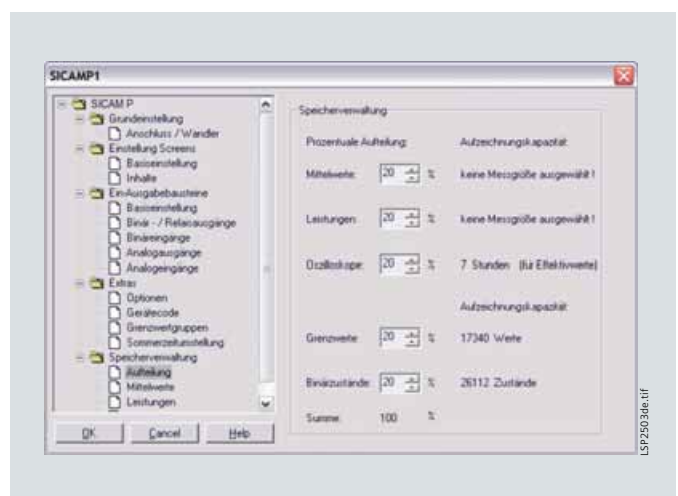 SICAMP1
SICAM P
Grundeinstellung
Anschluss / Wandler
Einstellung Screens
Basiseinstellung
Inhalte
Ein-Ausgabebausteine
Basiseinstellung
Binär- / Relaisausgänge
Binäreingänge
Analogausgänge
Analogeingänge
Extras
Optionen
Gerätecode
Grenzwertgruppen
Sommerzeitumstellung
Speicherverwaltung
Aufteilung
Mittelwerte
Leistungen
OK Cancel Help
Speicherverwaltung
Prozentuale Aufteilung: Aufzeichnungskapazität:
Mittelwerte: 20 % keine Messgröße ausgewählt !
Leistungen: 20 % keine Messgröße ausgewählt !
Oszilloskope: 20 % 7 Stunden (für Effektivwerte)
Aufzeichnungskapazität:
Grenzwerte: 20 % 17340 Werte
Binärzustände: 20 % 26112 Zustände
Summe: 100 %
LSP2503de.tif